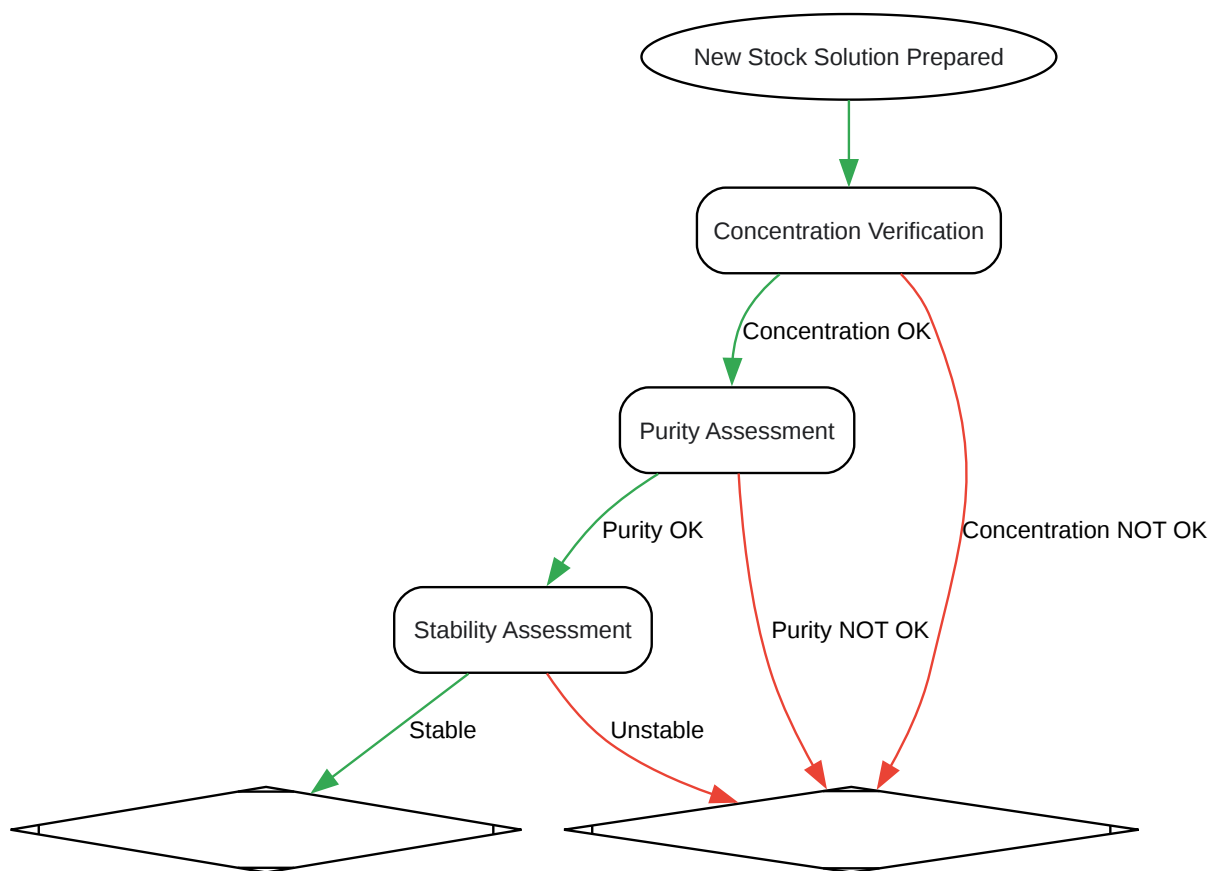 New Stock Solution Prepared
Concentration Verification
Concentration OK
Purity Assessment
Purity OK
Concentration NOT OK
Stability Assessment
Purity NOT OK
Stable
Unstable